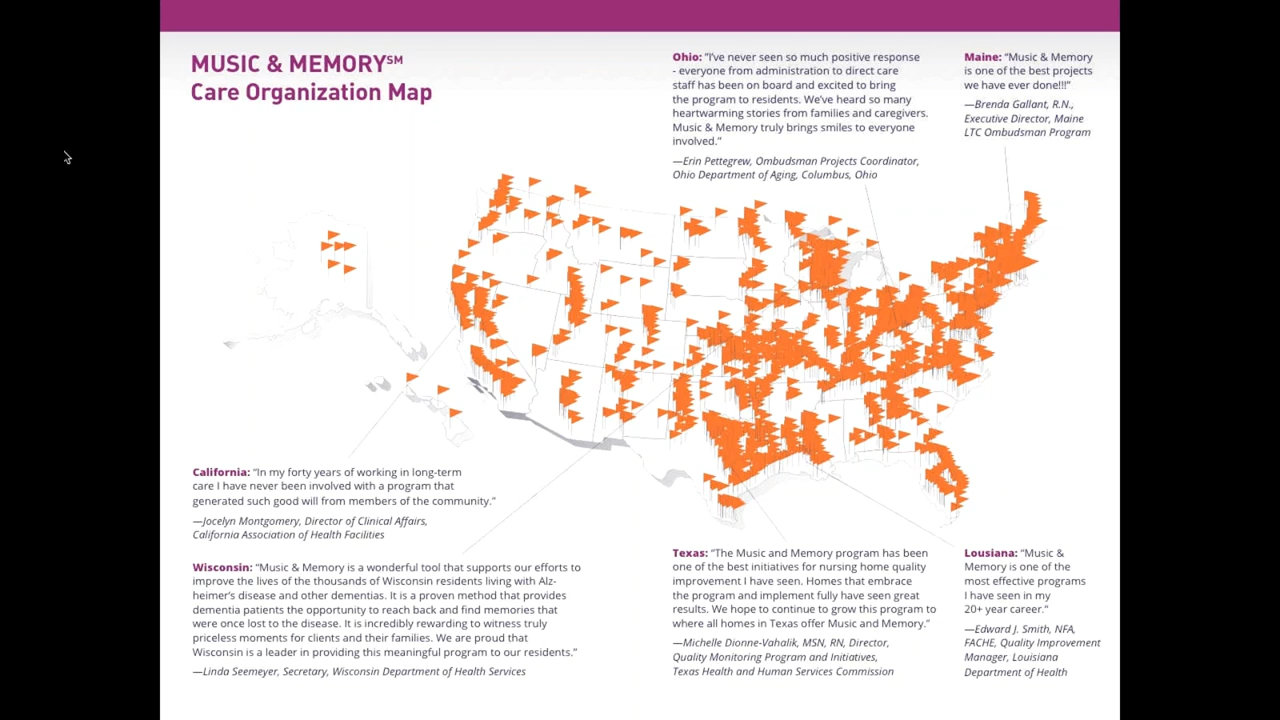 MUSIC & MEMORY℠
Care Organization Map
Ohio: “I’ve never seen so much positive response
- everyone from administration to direct care
staff has been on board and excited to bring
the program to residents. We’ve heard so many
heartwarming stories from families and caregivers.
Music & Memory truly brings smiles to everyone
involved.”
—Erin Pettegrew, Ombudsman Projects Coordinator,
Ohio Department of Aging, Columbus, Ohio
Maine: “Music & Memory
is one of the best projects
we have ever done!!!”
—Brenda Gallant, R.N.,
Executive Director, Maine
LTC Ombudsman Program
California: “In my forty years of working in long-term
care I have never been involved with a program that
generated such good will from members of the community.”
—Jocelyn Montgomery, Director of Clinical Affairs,
California Association of Health Facilities
Wisconsin: “Music & Memory is a wonderful tool that supports our efforts to
improve the lives of the thousands of Wisconsin residents living with Alz-
heimer’s disease and other dementias. It is a proven method that provides
dementia patients the opportunity to reach back and find memories that
were once lost to the disease. It is incredibly rewarding to witness truly
priceless moments for clients and their families. We are proud that
Wisconsin is a leader in providing this meaningful program to our residents.”
—Linda Seemeyer, Secretary, Wisconsin Department of Health Services
Texas: “The Music and Memory program has been
one of the best initiatives for nursing home quality
improvement I have seen. Homes that embrace
the program and implement fully have seen great
results. We hope to continue to grow this program to
where all homes in Texas offer Music and Memory.”
—Michelle Dionne-Vahalik, MSN, RN, Director,
Quality Monitoring Program and Initiatives,
Texas Health and Human Services Commission
Lousiana: “Music &
Memory is one of the
most effective programs
I have seen in my
20+ year career.”
—Edward J. Smith, NFA,
FACHE, Quality Improvement
Manager, Louisiana
Department of Health